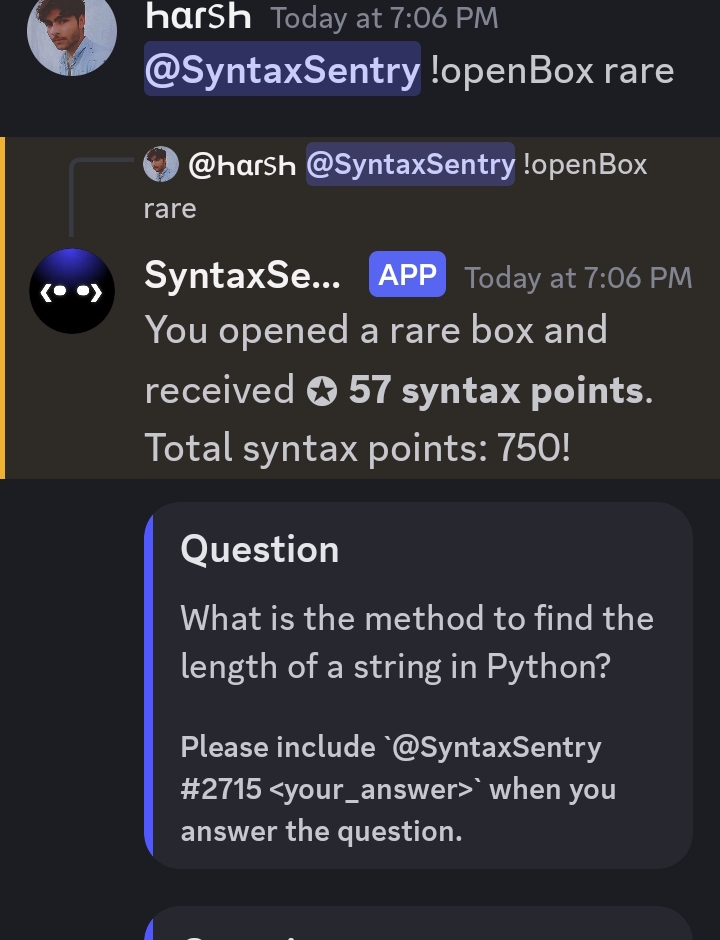 harsh Today at 7:06 PM
@SyntaxSentry !openBox rare
@harsh @SyntaxSentry !openBox
rare
SyntaxSe... APP Today at 7:06 PM
You opened a rare box and
received ✪ 57 syntax points.
Total syntax points: 750!
Question
What is the method to find the
length of a string in Python?
Please include `@SyntaxSentry
#2715 <your_answer>` when you
answer the question.